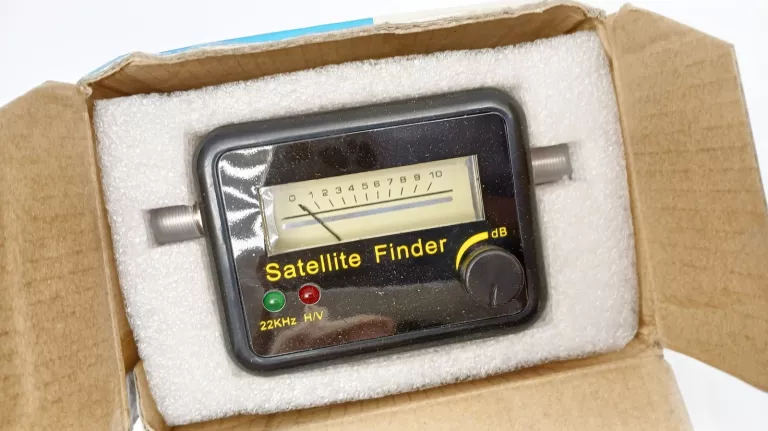 0 1 2 3 4 5 6 7 8 9 10
Satellite Finder
dB
22KHz H/V